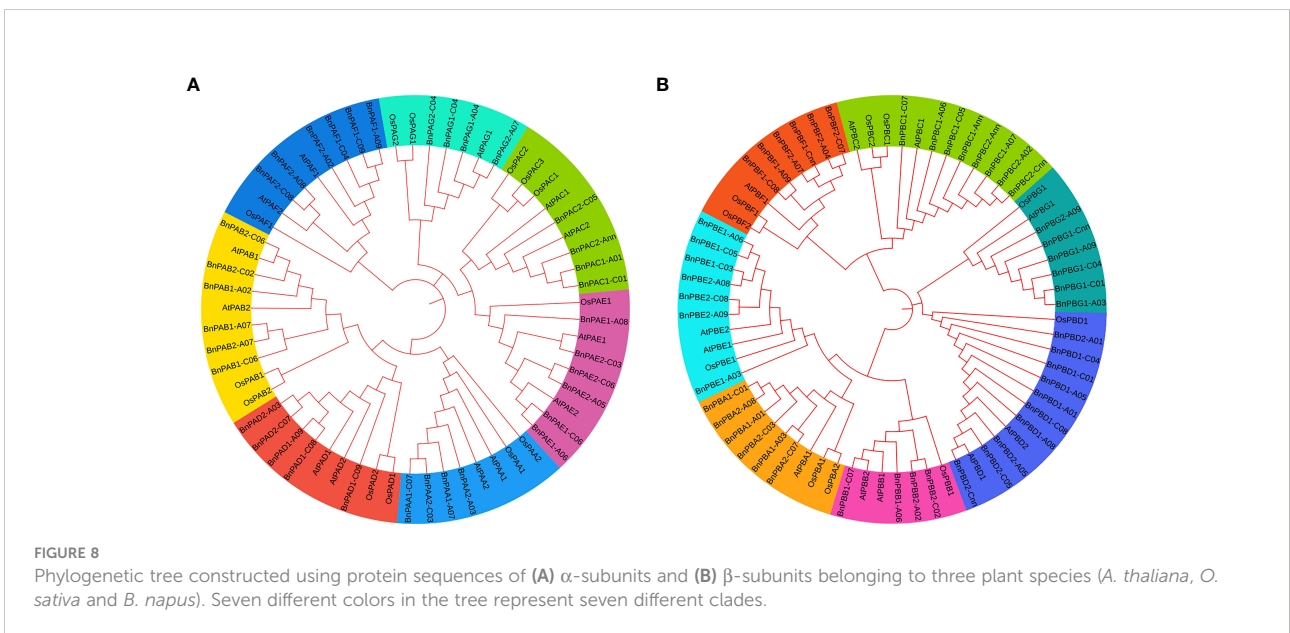 A
B
BnPAF1-A09
BnPAF1-C09
BnPAF1-C04
BnPAF2-A02
AtPAF1
BnPAF2-A08
BnPAF2-C08
AtPAF2
OsPAF1
BnPAB2-C06
AtPAB1
BnPAB2-C02
BnPAB1-A02
AtPAB2
BnPAB1-A07
BnPAB2-A07
BnPAB1-C06
OsPAB1
OsPAB2
BnPAD2-A03
BnPAD2-C07
BnPAD1-A09
BnPAD1-C08
AtPAD1
AtPAD2
BnPAD1-C09
OsPAD2
OsPAD1
BnPAA1-C07
BnPAA2-C03
BnPAA1-A07
BnPAA2-A03
AtPAA2
AtPAA1
OsPAA1
OsPAA2
BnPAE1-A06
BnPAE1-C06
AtPAE2
BnPAE2-A05
BnPAE2-C06
BnPAE2-C03
AtPAE1
BnPAE1-A08
OsPAE1
BnPAC1-C01
BnPAC1-A01
BnPAC2-Ann
AtPAC2
BnPAC2-C05
AtPAC1
OsPAC1
OsPAC3
OsPAC2
BnPAG2-A07
AtPAG1
BnPAG1-A04
BnPAG1-C04
BnPAG2-C04
OsPAG1
OsPAG2
BnPBF2-C07
BnPBF2-A04
BnPBF1-Cnn
BnPBF2-A07
BnPBF1-A09
BnPBF1-C08
AtPBF1
OsPBF1
OsPBF2
BnPBE1-A06
BnPBE1-C05
BnPBE1-C03
BnPBE2-A08
BnPBE2-C08
BnPBE2-A09
AtPBE2
AtPBE1
OsPBE1
BnPBE1-A03
BnPBA1-C01
BnPBA2-A08
BnPBA1-A01
BnPBA2-C03
BnPBA1-A03
BnPBA2-C07
AtPBA1
OsPBA1
OsPBA2
BnPBB1-C07
AtPBB2
AtPBB1
BnPBB1-A06
BnPBB2-A02
BnPBB2-C02
OsPBB1
BnPBD2-Cnn
AtPBD1
BnPBD2-C05
BnPBD2-A05
AtPBD2
BnPBD1-A08
BnPBD1-C08
BnPBD1-A01
BnPBD1-A05
BnPBD1-C01
BnPBD1-C04
BnPBD2-A01
OsPBD1
BnPBG1-A03
BnPBG1-C01
BnPBG1-C04
BnPBG1-A09
BnPBG1-Cnn
BnPBG2-A09
AtPBG1
OsPBG1
BnPBC2-Cnn
BnPBC2-A02
BnPBC1-A07
BnPBC2-Ann
BnPBC1-Ann
BnPBC1-C05
BnPBC1-A06
AtPBC1
BnPBC1-C07
OsPBC1
OsPBC2
AtPBC2
FIGURE 8
Phylogenetic tree constructed using protein sequences of (A) α-subunits and (B) β-subunits belonging to three plant species (A. thaliana, O.
sativa and B. napus). Seven different colors in the tree represent seven different clades.